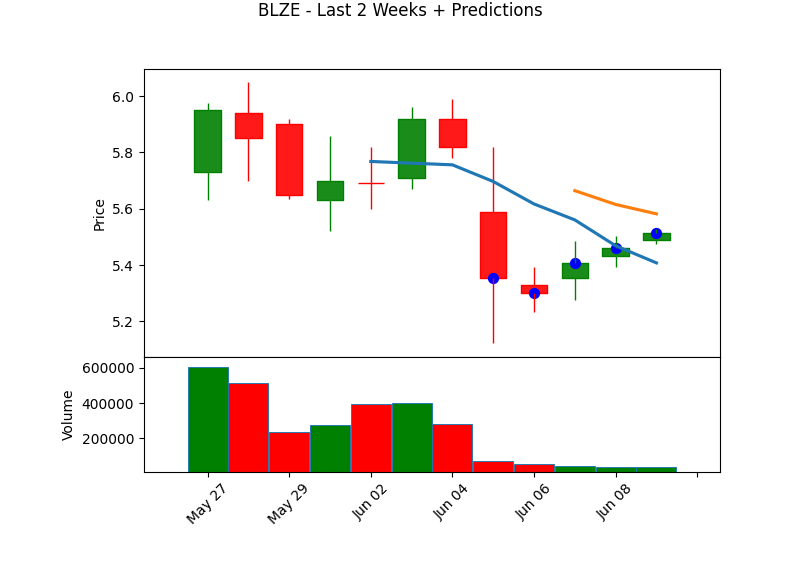 BLZE - Last 2 Weeks + Predictions
6.0
5.8
5.6
5.4
5.2
Price
600000
400000
200000
Volume
May 27
May 29
Jun 02
Jun 04
Jun 06
Jun 08